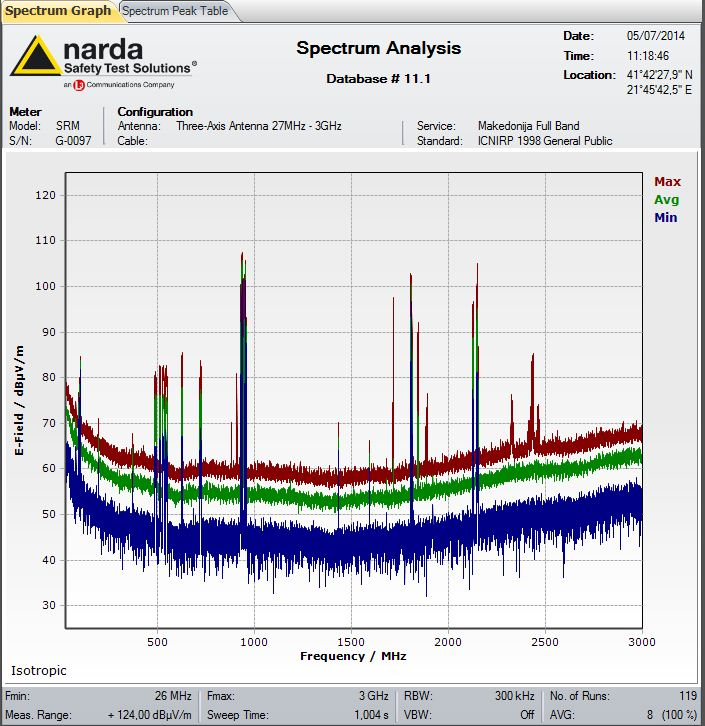 Spectrum Graph Spectrum Peak Table
narda
Safety Test Solutions®
an L3 Communications Company
Spectrum Analysis
Database # 11.1
Date: 05/07/2014
Time: 11:18:46
Location: 41°42'27,9" N
21°45'42,5" E
Meter
Model: SRM
S/N: G-0097
Configuration
Antenna: Three-Axis Antenna 27MHz - 3GHz
Cable:
Service: Makedonija Full Band
Standard: ICNIRP 1998 General Public
Max
Avg
Min
E-Field / dBµV/m
120
110
100
90
80
70
60
50
40
30
500 1000 1500 2000 2500 3000
Frequency / MHz
Isotropic
Fmin: 26 MHz Fmax: 3 GHz RBW: 300 kHz No. of Runs: 119
Meas. Range: + 124,00 dBµV/m Sweep Time: 1,004 s VBW: Off AVG: 8 (100 %)